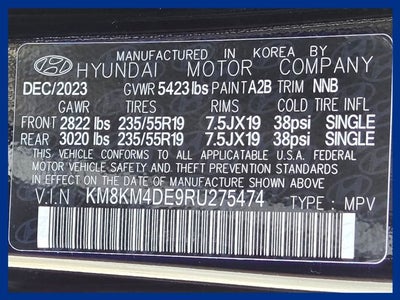 MANUFACTURED IN KOREA BY
HYUNDAI MOTOR COMPANY
DEC/2023 GVWR 5423 lbs PAINT A2B TRIM NNB
GAWR TIRES RIMS COLD TIRE INFL
FRONT 2822 lbs 235/55R19 7.5JX19 38psi SINGLE
REAR 3020 lbs 235/55R19 7.5JX19 38psi SINGLE
THIS VEHICLE CONFORMS TO ALL APPLICABLE U.S.A. FEDERAL
MOTOR VEHICLE SAFETY AND THEFT PREVENTION STANDARDS
IN EFFECT ON THE DATE OF MANUFACTURE SHOWN ABOVE.
V.I.N KM8KM4DE9RU275474 TYPE : MPV